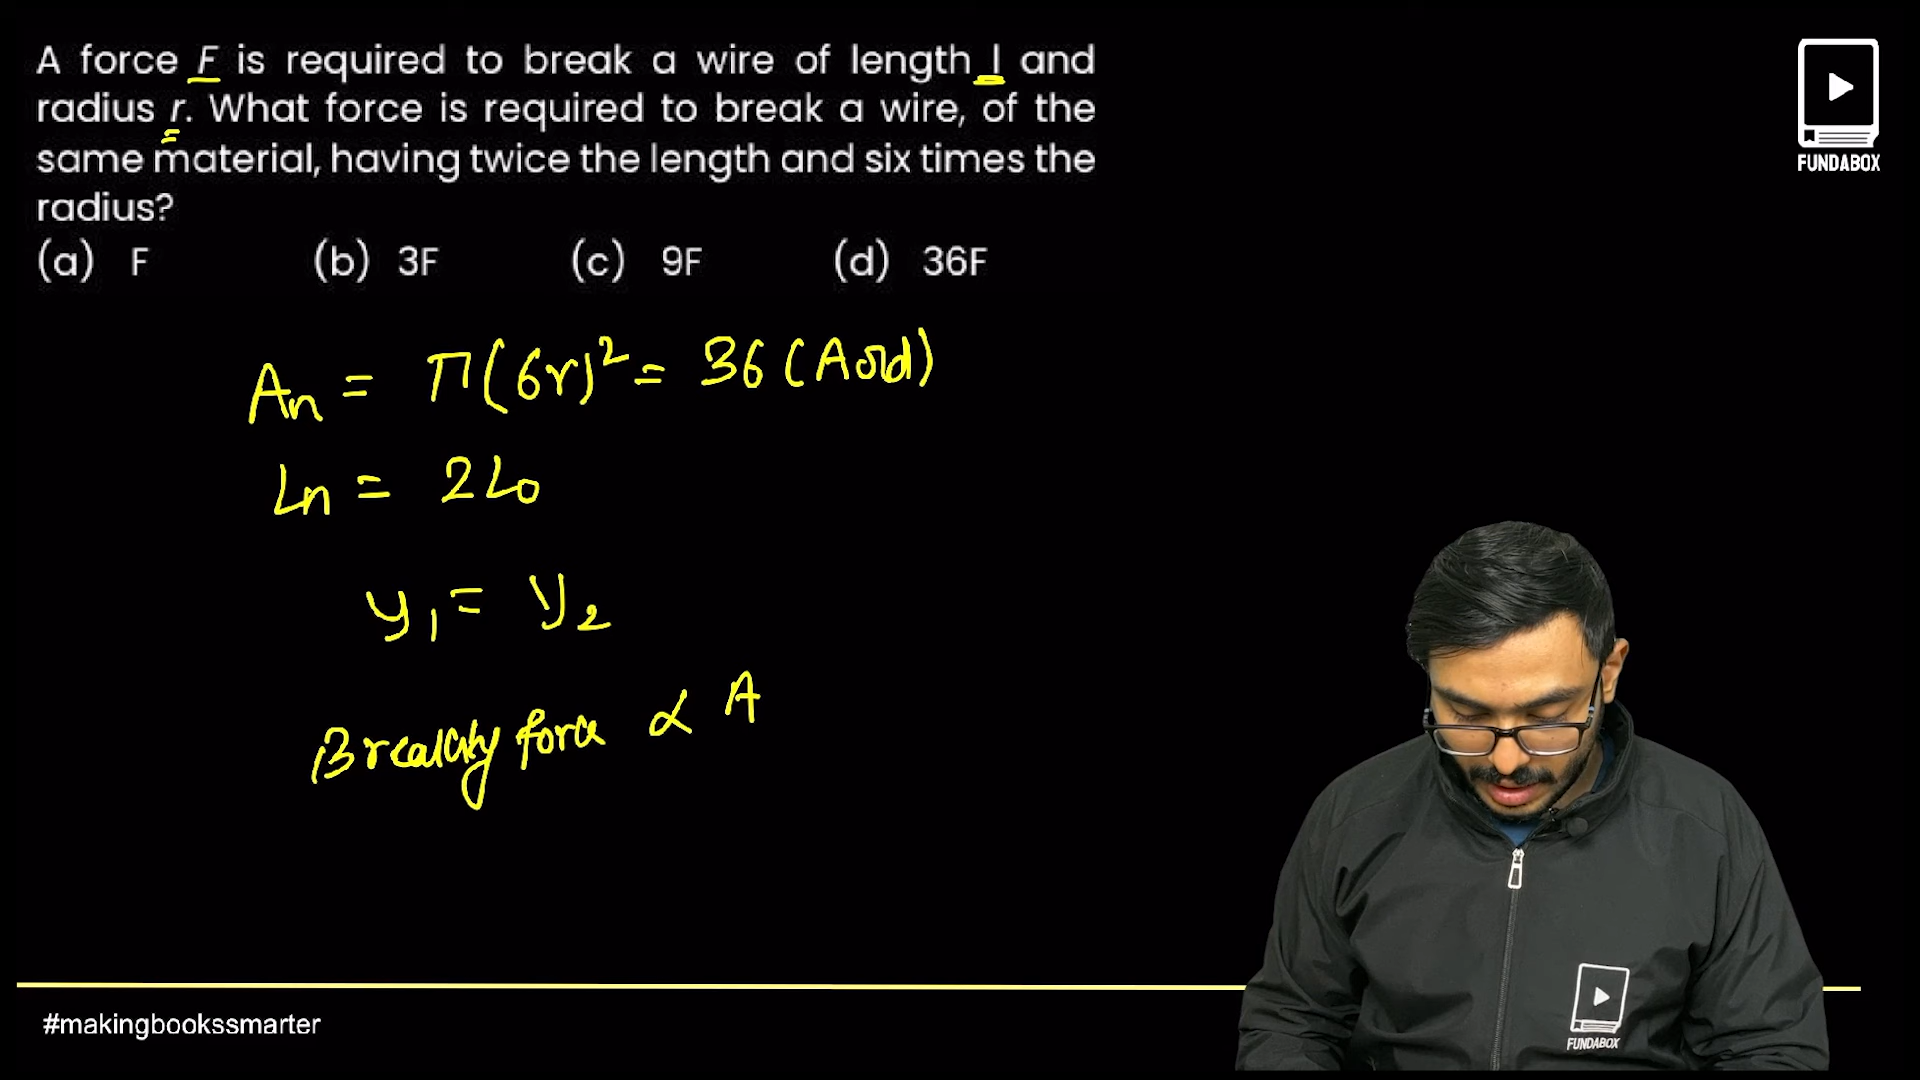 A force F is required to break a wire of length l and
radius r. What force is required to break a wire, of the
same material, having twice the length and six times the
radius?
(a) F (b) 3F (c) 9F (d) 36F
An = π(6r)² = 36 (Aold)
Ln = 2L0
y1 = y2
Breaking force ∝ A
FUNDABOX
FUNDABOX
#makingbookssmarter